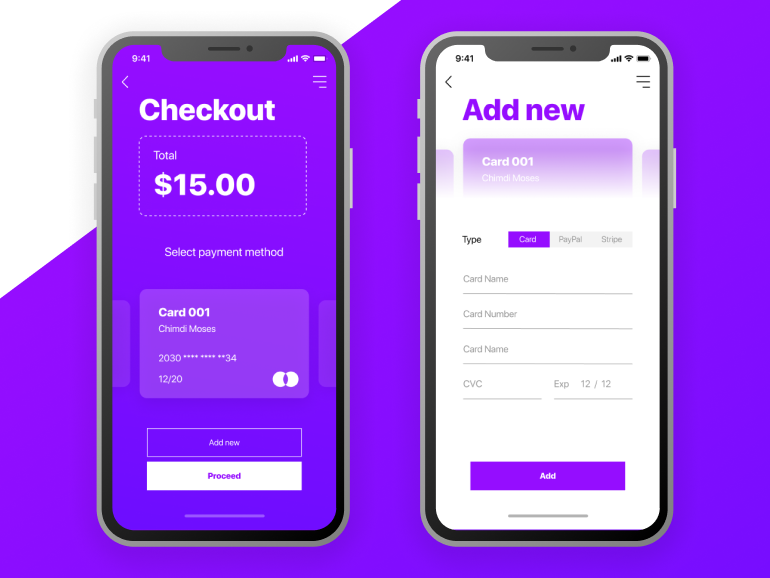 9:41
Checkout
Total
$15.00
Select payment method
Card 001
Chimdi Moses
2030 **** **** **34
12/20
Add new
Proceed
9:41
Add new
Card 001
Chimdi Moses
Type Card PayPal Stripe
Card Name
Card Number
Card Name
CVC Exp 12 / 12
Add